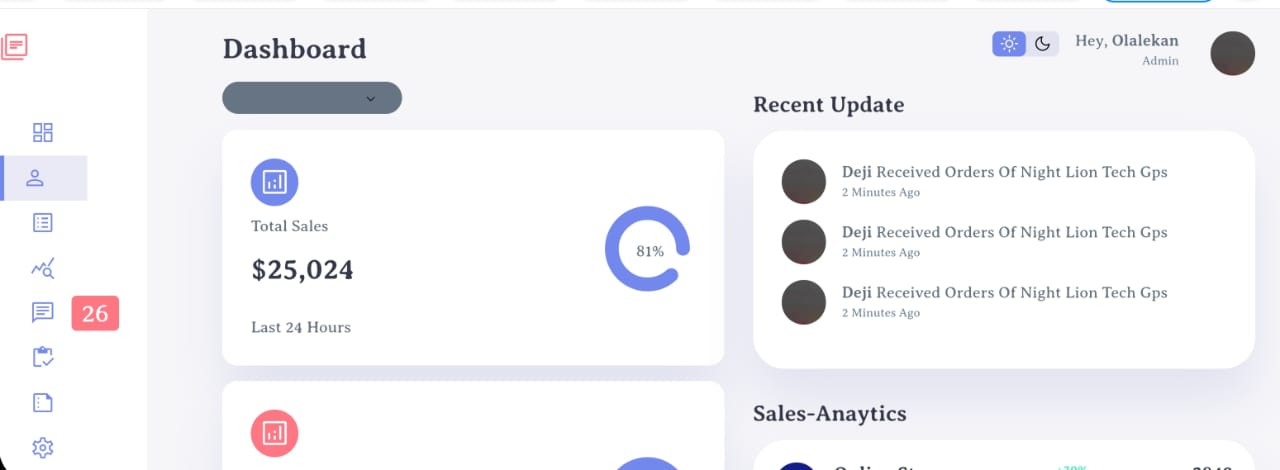 Dashboard
Hey, Olalekan
Admin
26
Total Sales
$25,024
81%
Last 24 Hours
Recent Update
Deji Received Orders Of Night Lion Tech Gps
2 Minutes Ago
Deji Received Orders Of Night Lion Tech Gps
2 Minutes Ago
Deji Received Orders Of Night Lion Tech Gps
2 Minutes Ago
Sales-Anaytics